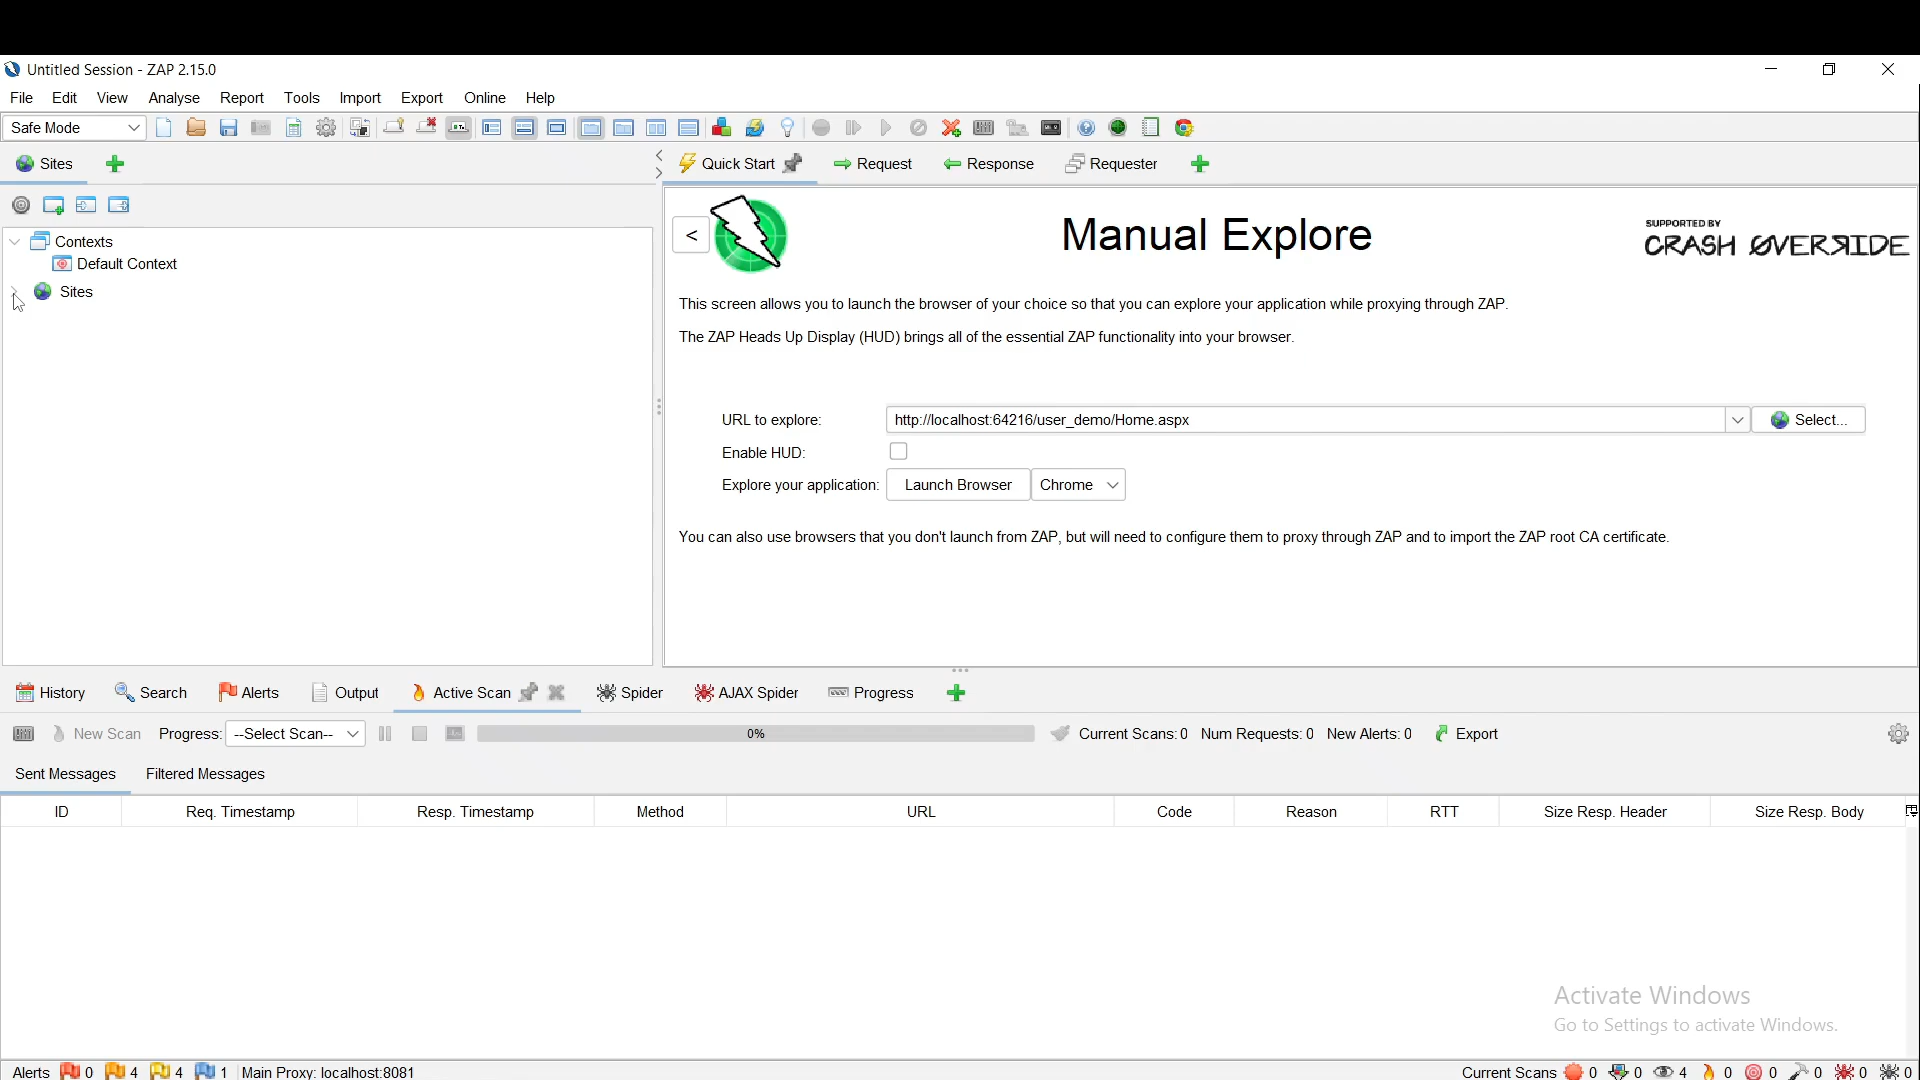 Untitled Session - ZAP 2.15.0
File Edit View Analyse Report Tools Import Export Online Help
Safe Mode
Sites
Quick Start Request Response Requester
< Manual Explore SUPPORTED BY
CRASH ØVERRIDE
Contexts
Default Context
Sites
This screen allows you to launch the browser of your choice so that you can explore your application while proxying through ZAP.
The ZAP Heads Up Display (HUD) brings all of the essential ZAP functionality into your browser.
URL to explore: http://localhost:64216/user_demo/Home.aspx Select...
Enable HUD:
Explore your application: Launch Browser Chrome
You can also use browsers that you don't launch from ZAP, but will need to configure them to proxy through ZAP and to import the ZAP root CA certificate.
History Search Alerts Output Active Scan Spider AJAX Spider Progress
New Scan Progress: --Select Scan-- 0% Current Scans: 0 Num Requests: 0 New Alerts: 0 Export
Sent Messages Filtered Messages
ID Req. Timestamp Resp. Timestamp Method URL Code Reason RTT Size Resp. Header Size Resp. Body
Activate Windows
Go to Settings to activate Windows.
Alerts 0 4 4 1 Main Proxy: localhost:8081 Current Scans 0 0 4 0 0 0 0 0